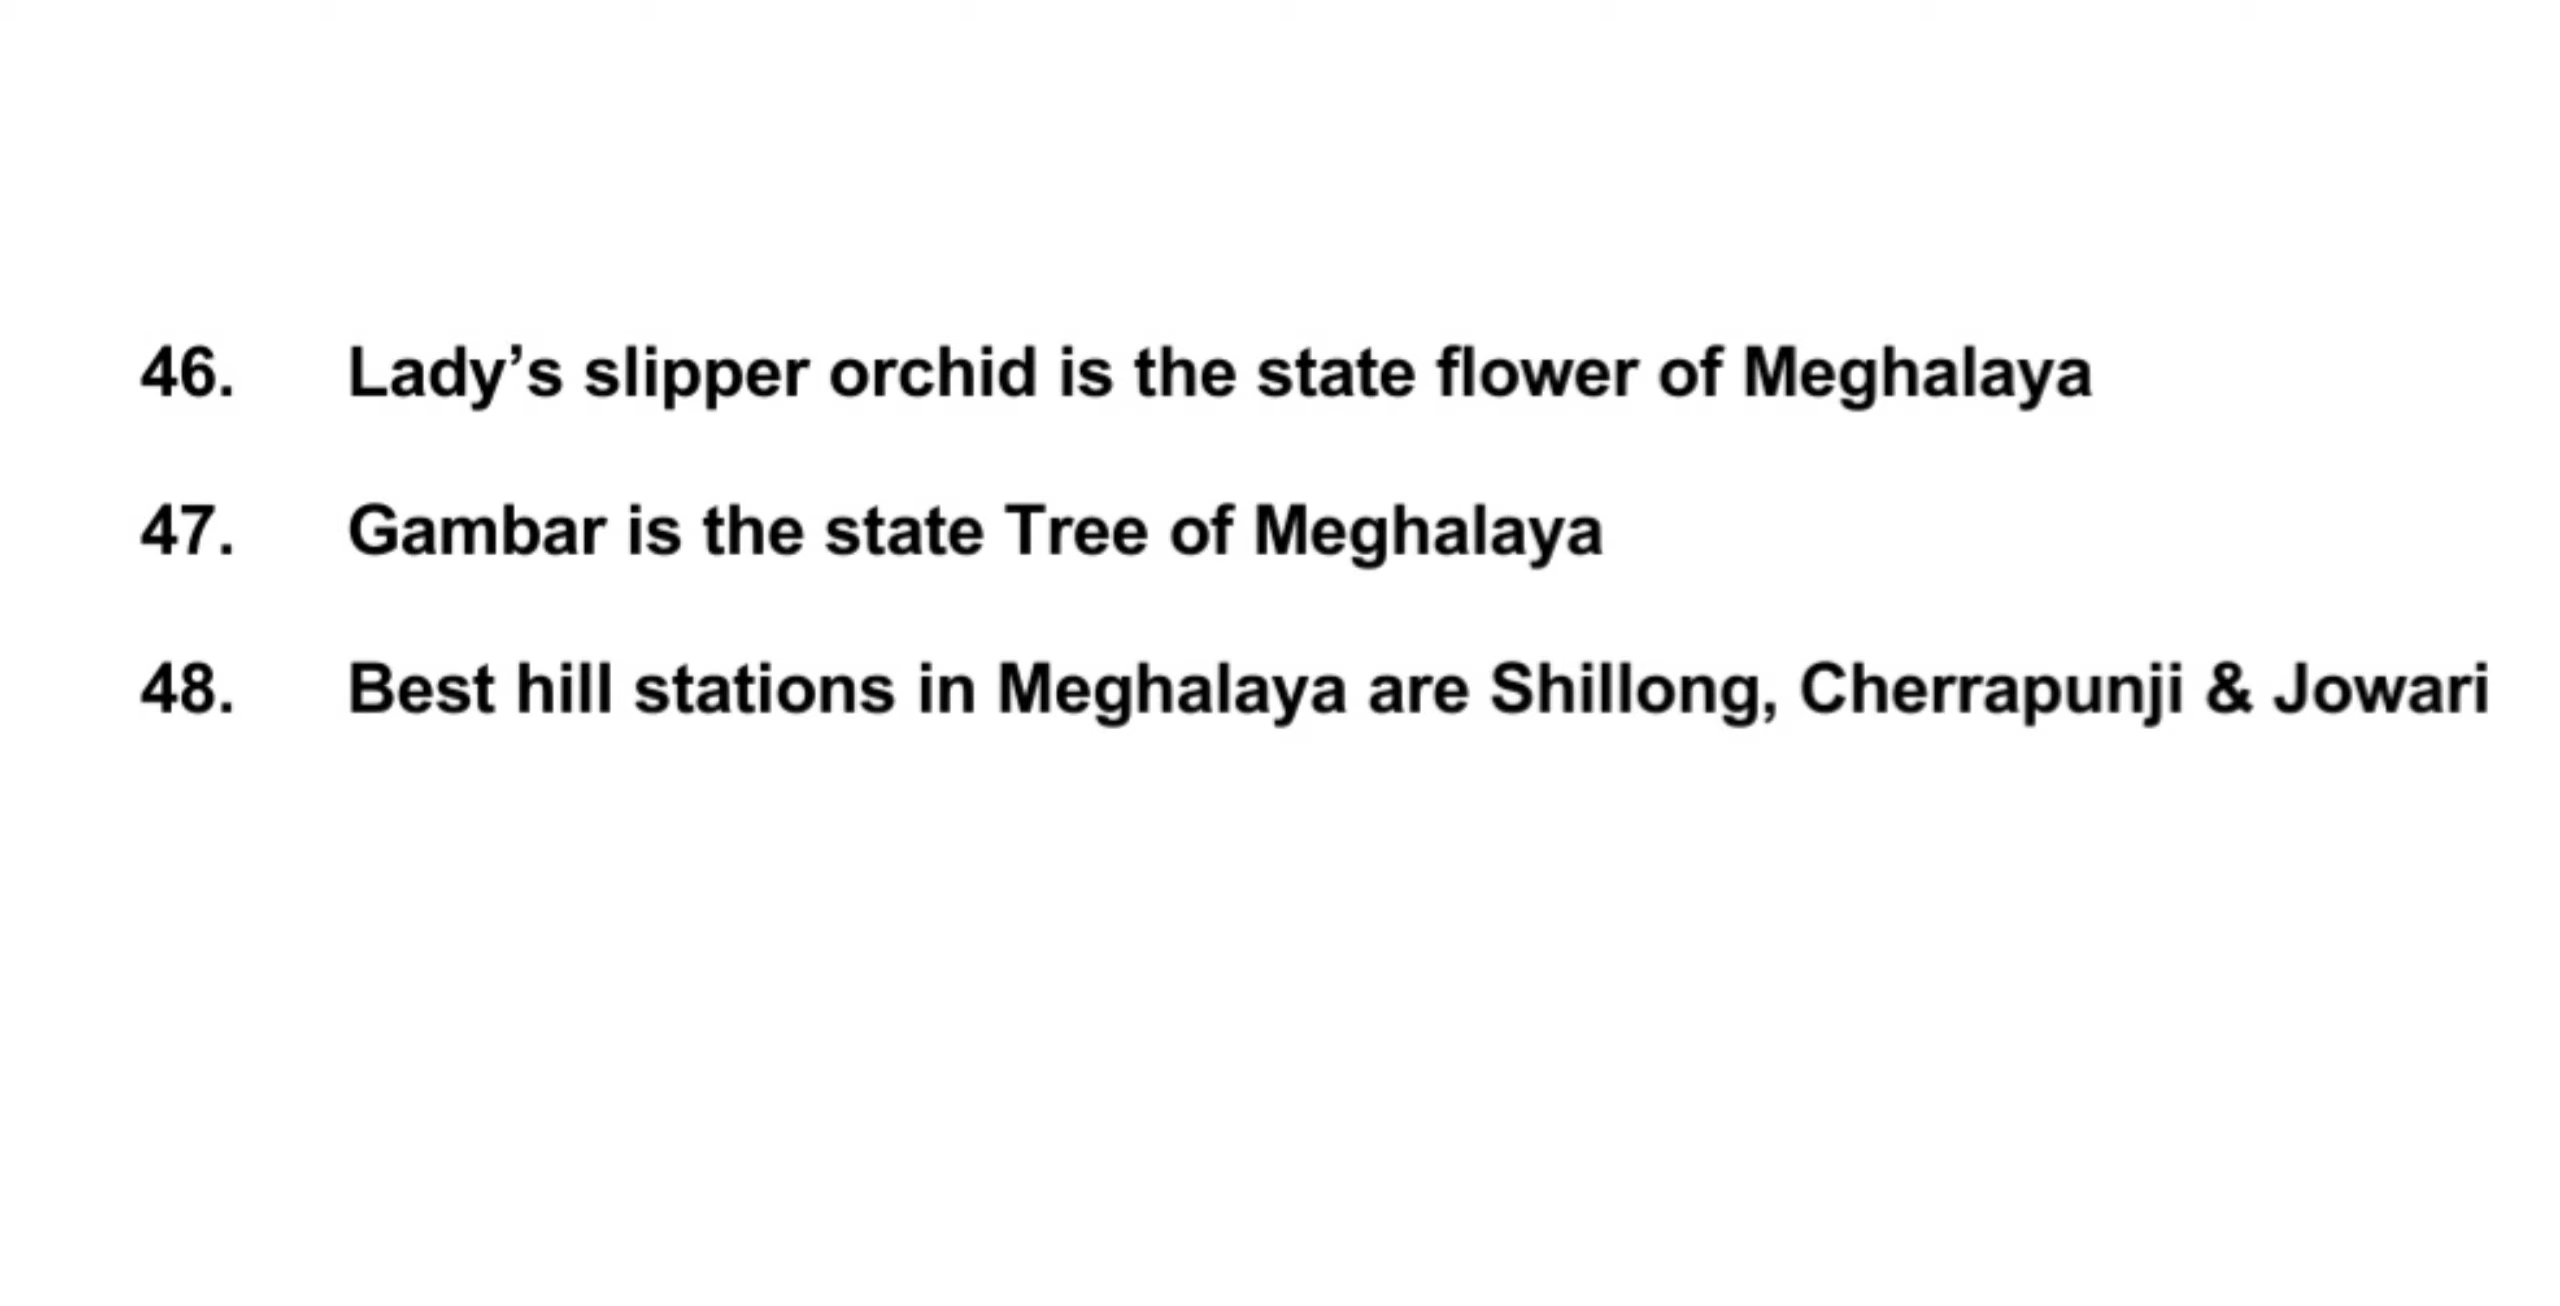 46. Lady’s slipper orchid is the state flower of Meghalaya
47. Gambar is the state Tree of Meghalaya
48. Best hill stations in Meghalaya are Shillong, Cherrapunji & Jowari